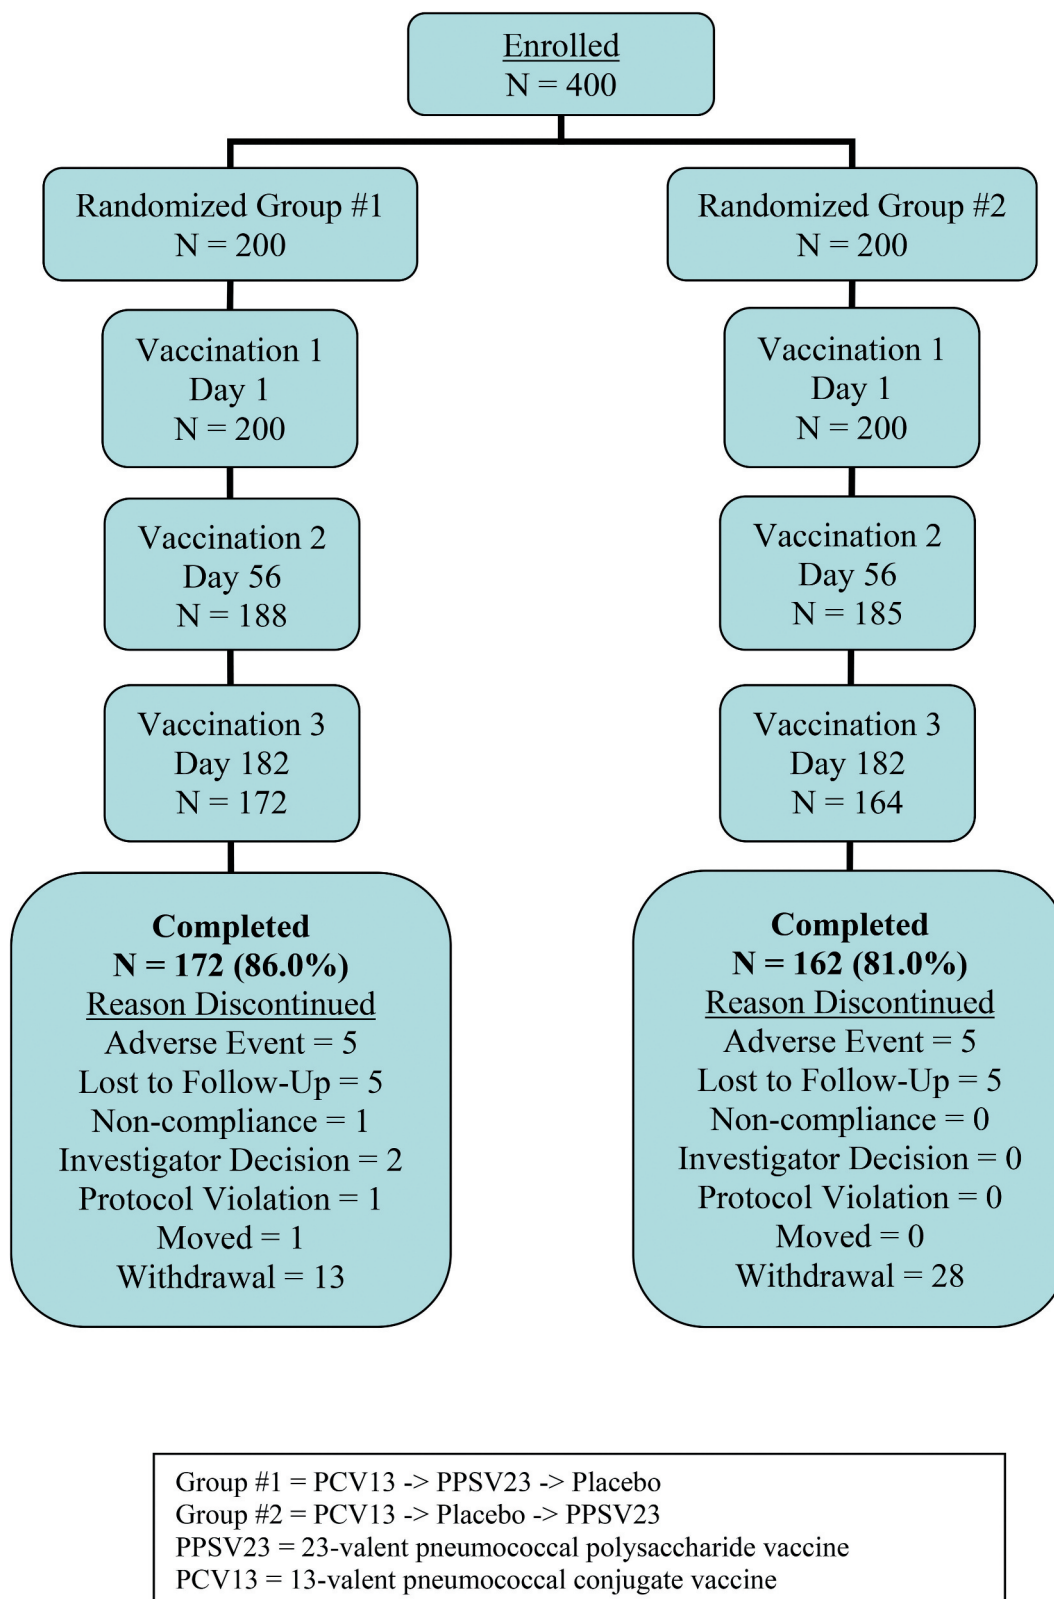 Enrolled
N = 400
Randomized Group #1
N = 200
Randomized Group #2
N = 200
Vaccination 1
Day 1
N = 200
Vaccination 1
Day 1
N = 200
Vaccination 2
Day 56
N = 188
Vaccination 2
Day 56
N = 185
Vaccination 3
Day 182
N = 172
Vaccination 3
Day 182
N = 164
Completed
N = 172 (86.0%)
Reason Discontinued
Adverse Event = 5
Lost to Follow-Up = 5
Non-compliance = 1
Investigator Decision = 2
Protocol Violation = 1
Moved = 1
Withdrawal = 13
Completed
N = 162 (81.0%)
Reason Discontinued
Adverse Event = 5
Lost to Follow-Up = 5
Non-compliance = 0
Investigator Decision = 0
Protocol Violation = 0
Moved = 0
Withdrawal = 28
Group #1 = PCV13 -> PPSV23 -> Placebo
Group #2 = PCV13 -> Placebo -> PPSV23
PPSV23 = 23-valent pneumococcal polysaccharide vaccine
PCV13 = 13-valent pneumococcal conjugate vaccine